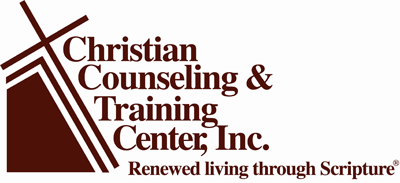 Christian
Counseling &
Training
Center, Inc.
Renewed living through Scripture®